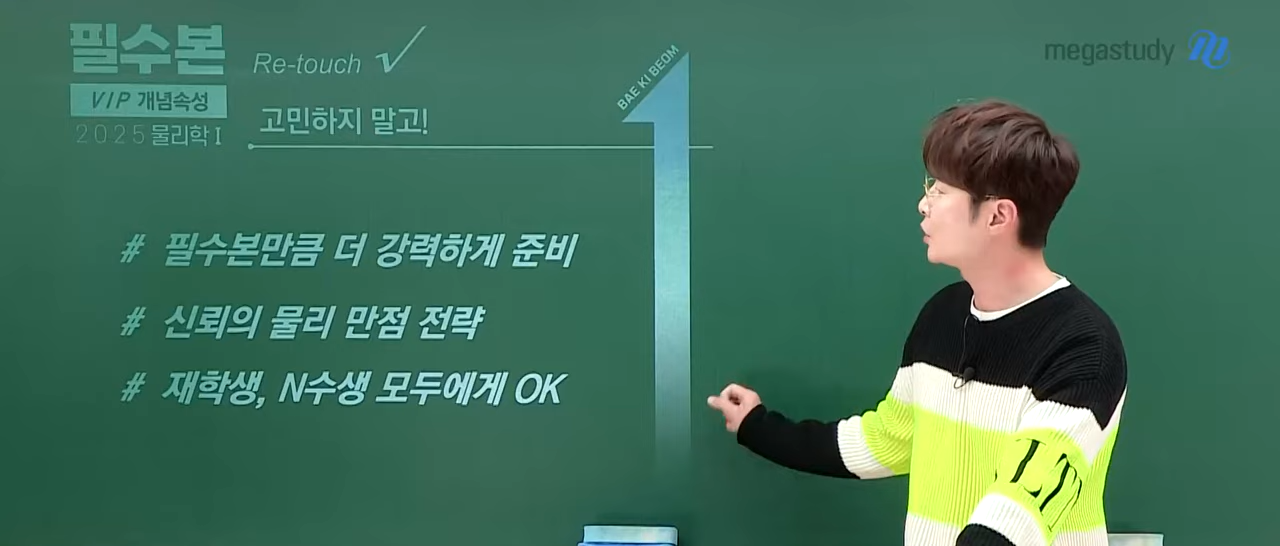 필수본
VIP 개념속성
2025 물리학 I
Re-touch
고민하지 말고!
BAE KI BEOM
1
megastudy
# 필수본만큼 더 강력하게 준비
# 신뢰의 물리 만점 전략
# 재학생, N수생 모두에게 OK